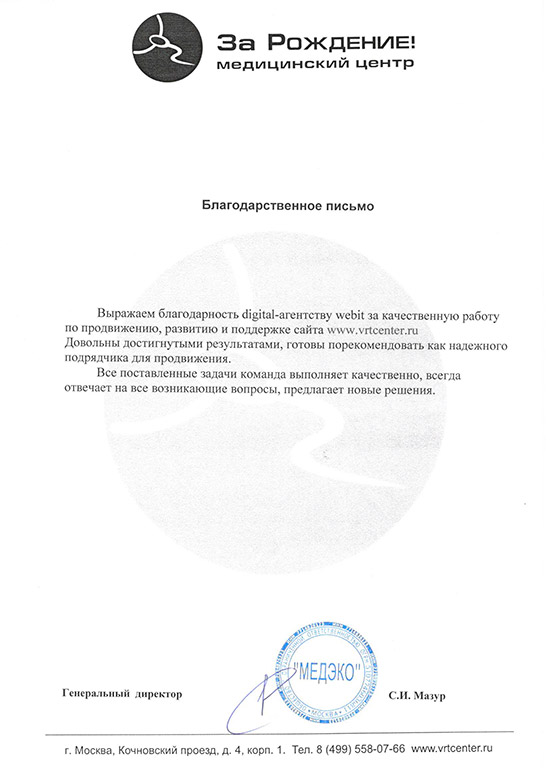 За Рождение!
медицинский центр
Благодарственное письмо
Выражаем благодарность digital-агентству webit за качественную работу
по продвижению, развитию и поддержке сайта www.vrtcenter.ru
Довольны достигнутыми результатами, готовы порекомендовать как надежного
подрядчика для продвижения.
Все поставленные задачи команда выполняет качественно, всегда
отвечает на все возникающие вопросы, предлагает новые решения.
"МЕДЭКО"
МОСКВА
Генеральный директор
С.И. Мазур
г. Москва, Кочновский проезд, д. 4, корп. 1. Тел. 8 (499) 558-07-66 www.vrtcenter.ru